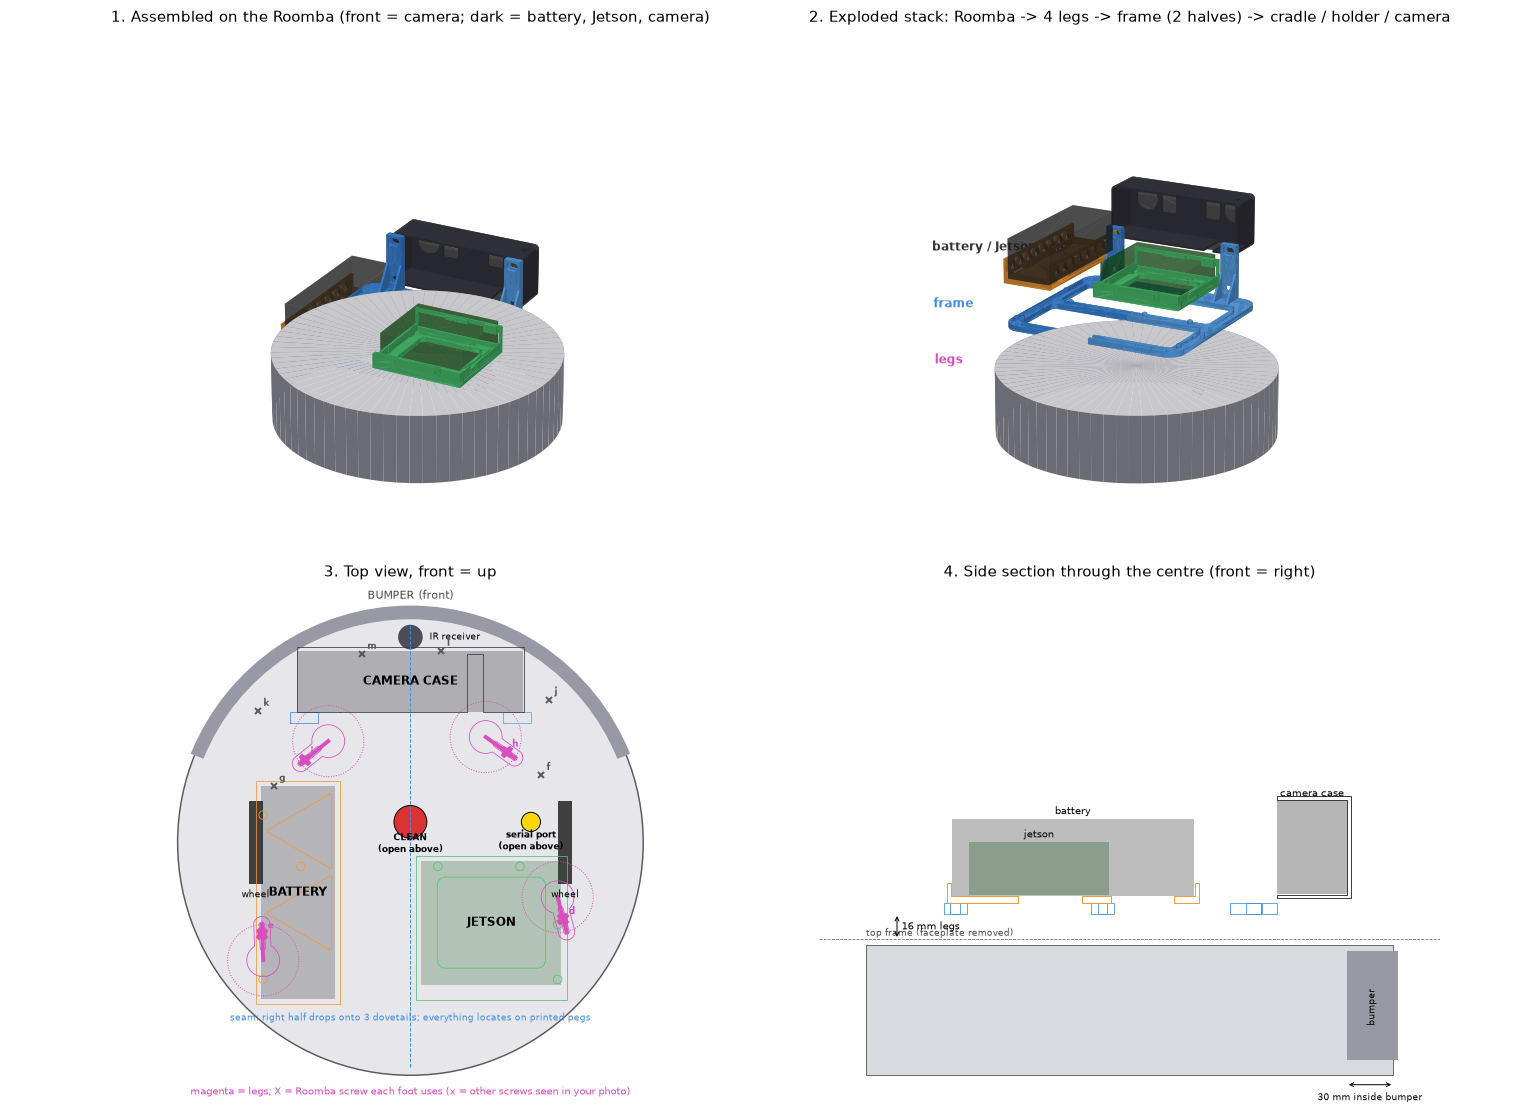 1. Assembled on the Roomba (front = camera; dark = battery, Jetson, camera)
2. Exploded stack: Roomba -> 4 legs -> frame (2 halves) -> cradle / holder / camera
battery / Jetson
frame
legs
3. Top view, front = up
BUMPER (front)
IR receiver
m
l
CAMERA CASE
k
j
i
h
f
g
CLEAN
(open above)
serial port
(open above)
wheel
wheel
BATTERY
JETSON
d
e
seam: right half drops onto 3 dovetails; everything locates on printed pegs
magenta = legs; X = Roomba screw each foot uses (x = other screws seen in your photo)
4. Side section through the centre (front = right)
camera case
battery
jetson
16 mm legs
top frame (faceplate removed)
bumper
30 mm inside bumper